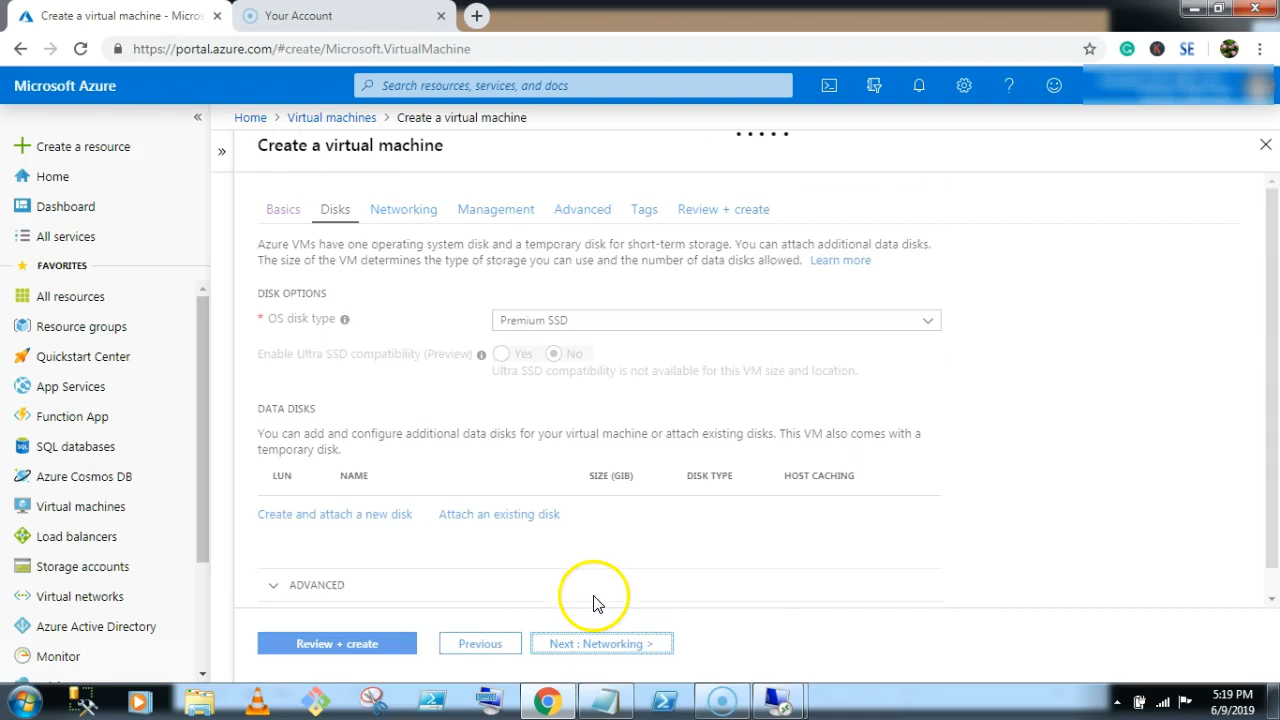 Create a virtual machine - Micros
Your Account
https://portal.azure.com/#create/Microsoft.VirtualMachine
SE
Microsoft Azure
Search resources, services, and docs
Home > Virtual machines > Create a virtual machine
Create a resource
Home
Dashboard
All services
FAVORITES
All resources
Resource groups
Quickstart Center
App Services
Function App
SQL databases
Azure Cosmos DB
Virtual machines
Load balancers
Storage accounts
Virtual networks
Azure Active Directory
Monitor
Create a virtual machine
Basics Disks Networking Management Advanced Tags Review + create
Azure VMs have one operating system disk and a temporary disk for short-term storage. You can attach additional data disks.
The size of the VM determines the type of storage you can use and the number of data disks allowed. Learn more
DISK OPTIONS
* OS disk type Premium SSD
Enable Ultra SSD compatibility (Preview) Yes No
Ultra SSD compatibility is not available for this VM size and location.
DATA DISKS
You can add and configure additional data disks for your virtual machine or attach existing disks. This VM also comes with a
temporary disk.
LUN NAME SIZE (GIB) DISK TYPE HOST CACHING
Create and attach a new disk Attach an existing disk
ADVANCED
Review + create Previous Next : Networking >
5:19 PM
6/9/2019